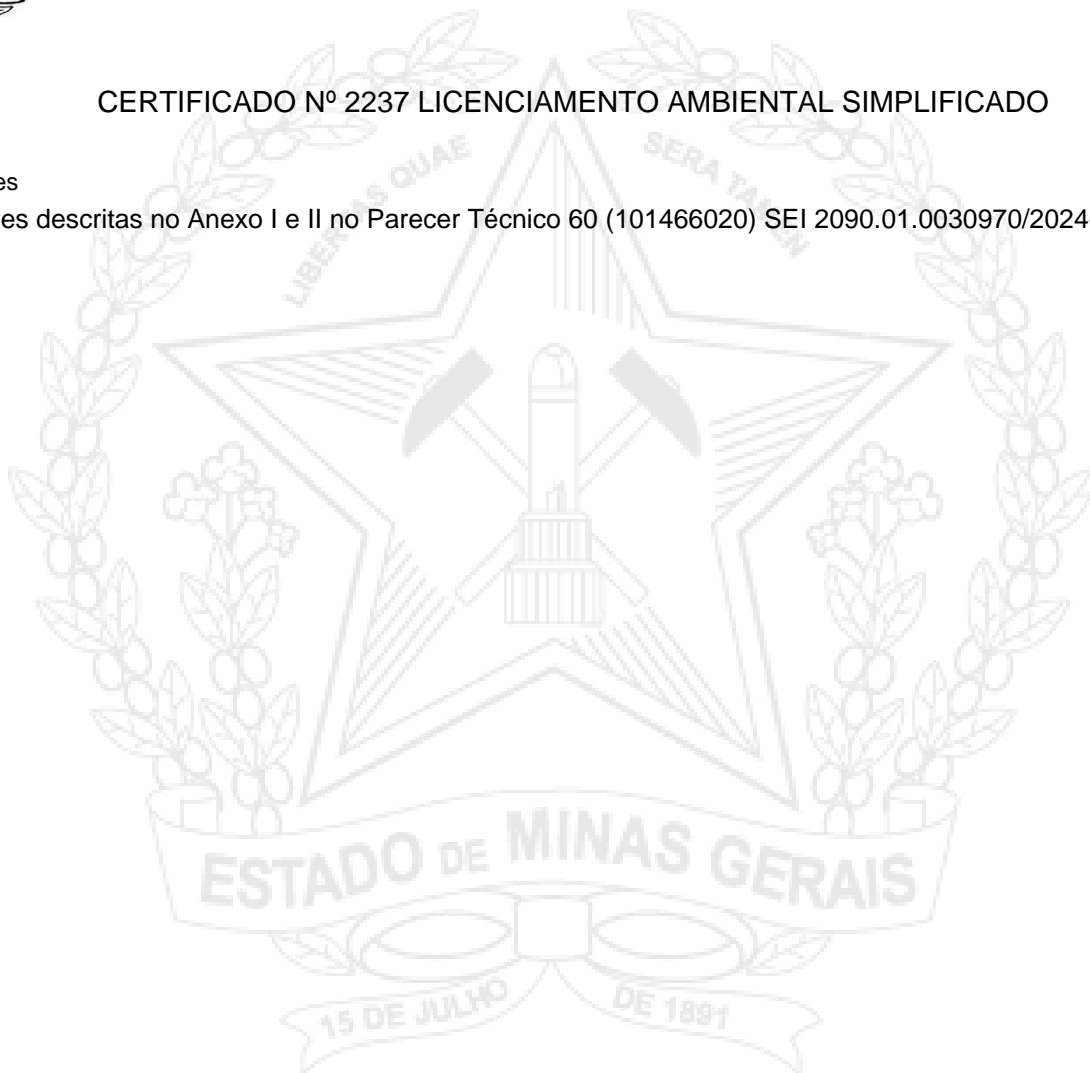 CERTIFICADO Nº 2237 LICENCIAMENTO AMBIENTAL SIMPLIFICADO
es
es descritas no Anexo I e II no Parecer Técnico 60 (101466020) SEI 2090.01.0030970/2024
LIBERTAS QUAE SERA TAMEN
ESTADO DE MINAS GERAIS
15 DE JULHO DE 1891